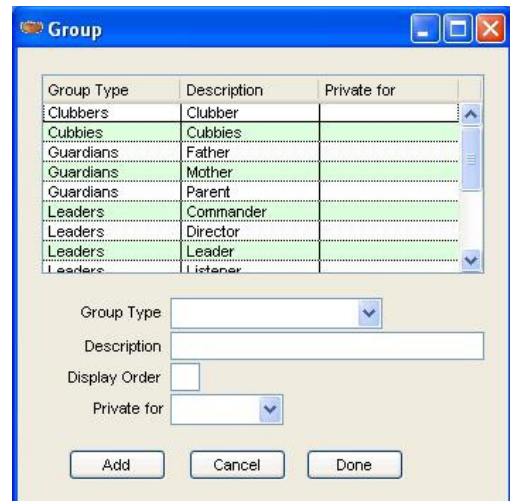 Group
Group Type Description Private for
Clubbers Clubber
Cubbies Cubbies
Guardians Father
Guardians Mother
Guardians Parent
Leaders Commander
Leaders Director
Leaders Leader
Leaders Listener
Group Type
Description
Display Order
Private for
Add Cancel Done